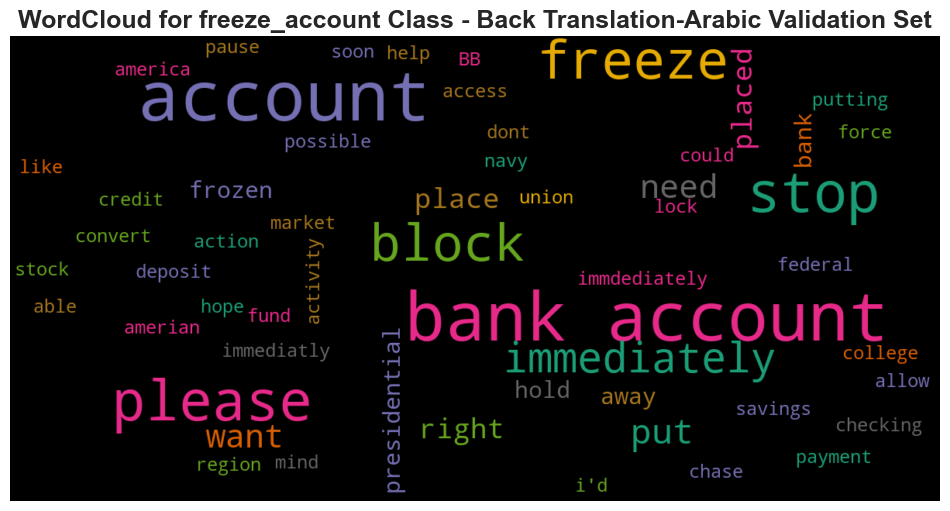 WordCloud for freeze_account Class - Back Translation-Arabic Validation Set
pause
soon
help
BB
freeze
america
account
access
placed
putting
possible
dont
bank
force
navy
could
like
credit
frozen
place
union
need
lock
stop
convert
action
market
block
stock
deposit
activity
immdediately
federal
able
hope
fund
bank account
amerian
immediatly
immediately
college
presidential
hold
away
allow
please
want
right
put
savings
checking
region
mind
chase
payment
i'd